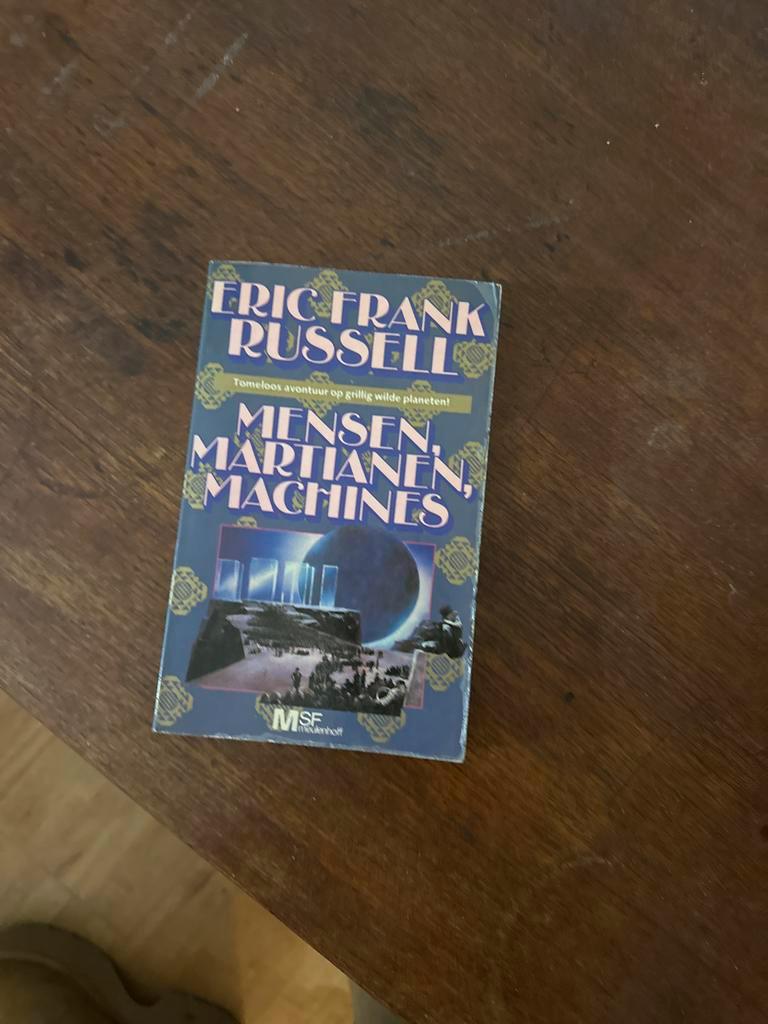 ERIC FRANK
RUSSELL
Tomeloos avontuur op grillig wilde planeten!
MENSEN,
MARTIANEN,
MACHINES
MSF
meulenhoff